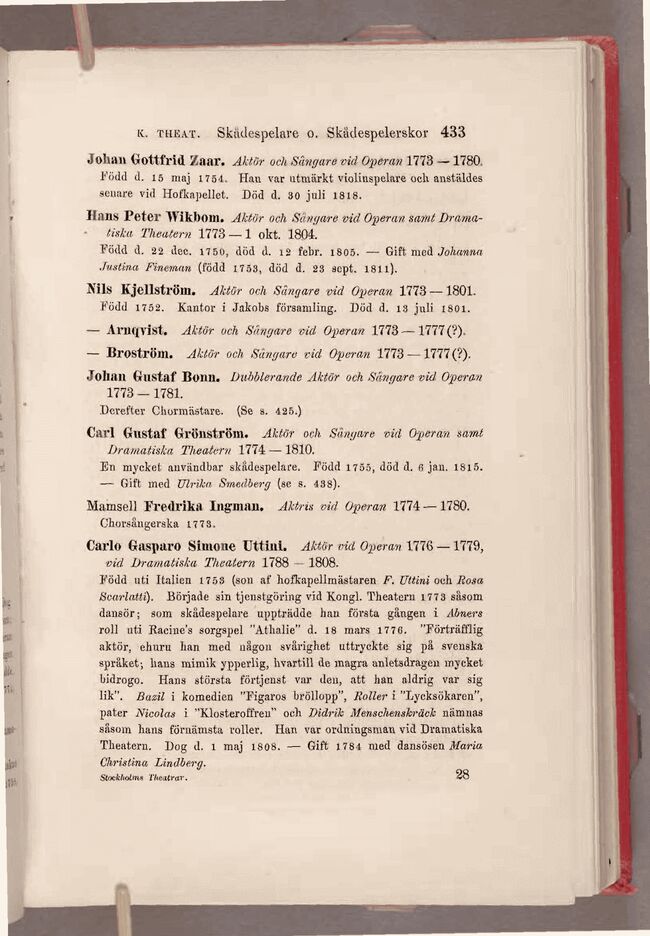 K. THEAT. Skådespelare o. Skådespelerskor 433
Johan Gottfrid Zaar. Aktör och Sångare vid Operan 1773 — 1780.
Född d. 15 maj 1754. Han var utmärkt violinspelare och anstäldes
senare vid Hofkapellet. Död d. 30 juli 1818.
Hans Peter Wikbom. Aktör och Sångare vid Operan samt Drama-
tiska Theatern 1773 — 1 okt. 1804.
Född d. 22 dec. 1750, död d. 12 febr. 1805. — Gift med Johanna
Justina Fineman (född 1753, död d. 23 sept. 1811).
Nils Kjellström. Aktör och Sångare vid Operan 1773 — 1801.
Född 1752. Kantor i Jakobs församling. Död d. 13 juli 1801.
— Arnqvist. Aktör och Sångare vid Operan 1773 — 1777 (?).
— Broström. Aktör och Sångare vid Operan 1773 — 1777 (?).
Johan Gustaf Bonn. Dubblerande Aktör och Sångare vid Operan
1773 — 1781.
Derefter Chormästare. (Se s. 425.)
Carl Gustaf Grönström. Aktör och Sångare vid Operan samt
Dramatiska Theatern 1774 — 1810.
En mycket användbar skådespelare. Född 1755, död d. 6 jan. 1815.
— Gift med Ulrika Smedberg (se s. 438).
Mamsell Fredrika Ingman. Aktris vid Operan 1774 — 1780.
Chorsångerska 1773.
Carlo Gasparo Simone Uttini. Aktör vid Operan 1776 — 1779,
vid Dramatiska Theatern 1788 — 1808.
Född uti Italien 1753 (son af hofkapellmästaren F. Uttini och Rosa
Scarlatti). Började sin tjenstgöring vid Kongl. Theatern 1773 såsom
dansör; som skådespelare uppträdde han första gången i Abners
roll uti Racine's sorgspel "Athalie" d. 18 mars 1776. "Förträfflig
aktör, ehuru han med någon svårighet uttryckte sig på svenska
språket; hans mimik ypperlig, hvartill de magra anletsdragen mycket
bidrogo. Hans största förtjenst var den, att han aldrig var sig
lik". Bazil i komedien "Figaros bröllopp", Roller i "Lycksökaren",
pater Nicolas i "Klosteroffren" och Didrik Menschenskräck nämnas
såsom hans förnämsta roller. Han var ordningsman vid Dramatiska
Theatern. Dog d. 1 maj 1808. — Gift 1784 med dansösen Maria
Christina Lindberg.
Stockholms Theatrar. 28